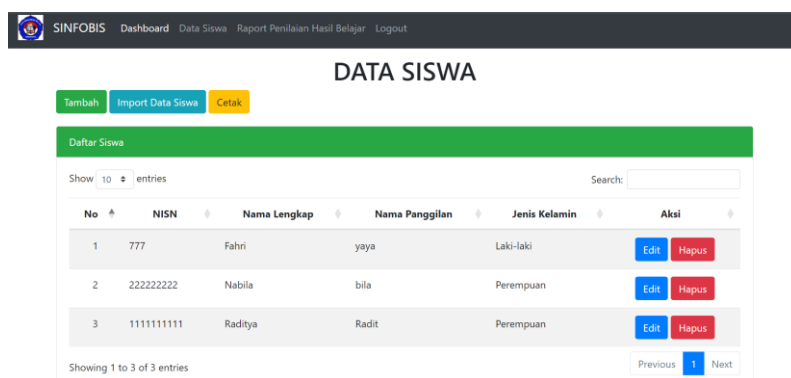 SINFOBIS Dashboard Data Siswa Raport Penilaian Hasil Belajar Logout
DATA SISWA
Tambah Import Data Siswa Cetak
Daftar Siswa
Show 10 entries Search:
No NISN Nama Lengkap Nama Panggilan Jenis Kelamin Aksi
1 777 Fahri yaya Laki-laki Edit Hapus
2 222222222 Nabila bila Perempuan Edit Hapus
3 1111111111 Raditya Radit Perempuan Edit Hapus
Showing 1 to 3 of 3 entries Previous 1 Next